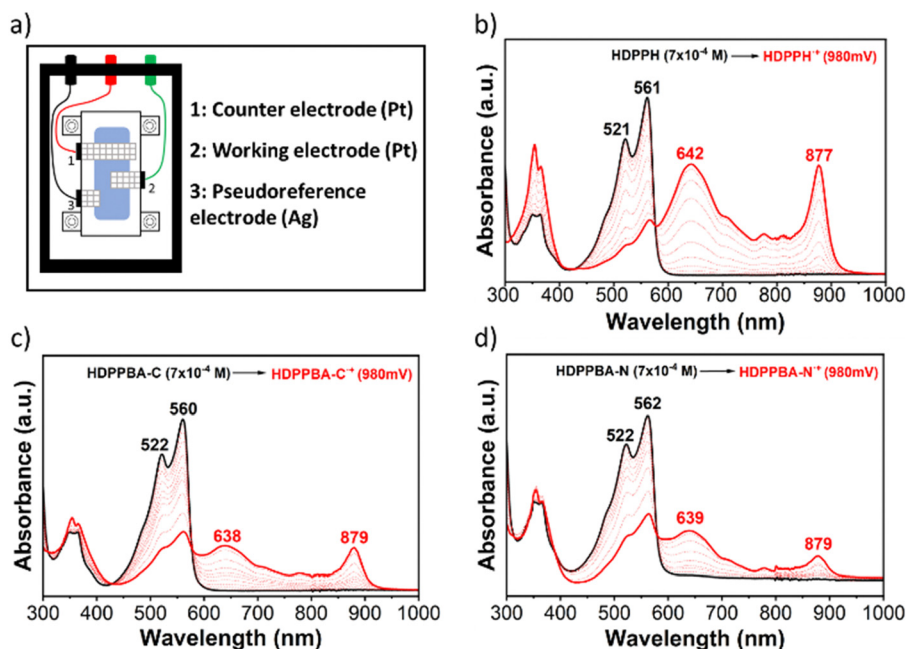 a)
1: Counter electrode (Pt)
2: Working electrode (Pt)
3: Pseudoreference
electrode (Ag)
1
2
3
b)
HDPPH (7x10⁻⁴ M) → HDPPH·⁺ (980mV)
561
521
642
877
Absorbance (a.u.)
300 400 500 600 700 800 900 1000
Wavelength (nm)
c)
HDPPBA-C (7x10⁻⁴ M) → HDPPBA-C·⁺ (980mV)
560
522
638
879
Absorbance (a.u.)
300 400 500 600 700 800 900 1000
Wavelength (nm)
d)
HDPPBA-N (7x10⁻⁴ M) → HDPPBA-N·⁺ (980mV)
562
522
639
879
Absorbance (a.u.)
300 400 500 600 700 800 900 1000
Wavelength (nm)